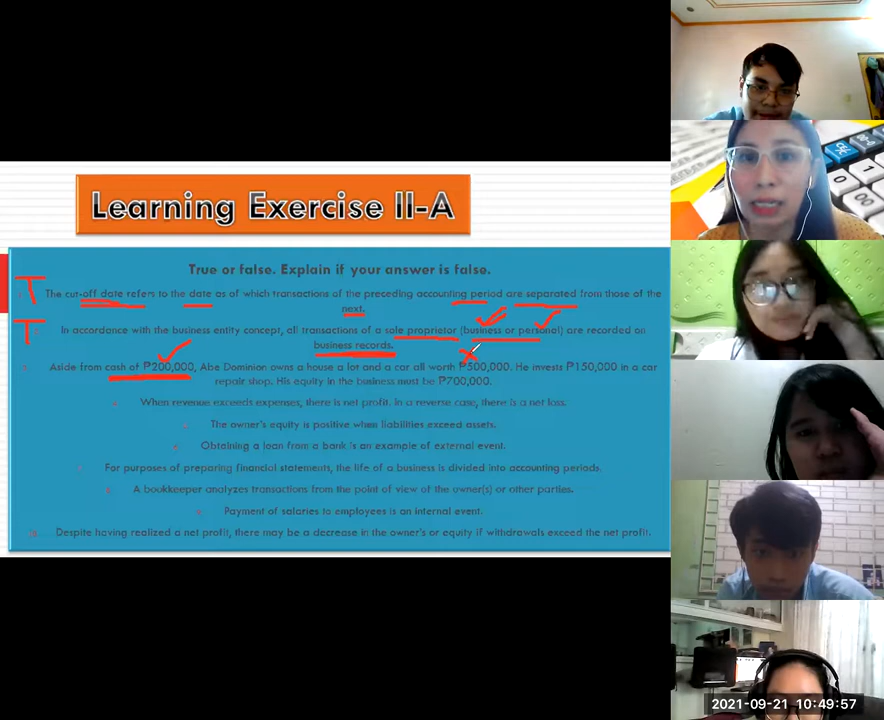 Learning Exercise II-A
True or false. Explain if your answer is false.
T The cut-off date refers to the date as of which transactions of the preceding accounting period are separated from those of the
next.
T In accordance with the business entity concept, all transactions of a sole proprietor (business or personel) are recorded on
business records.
Aside from cash of P200,000, Abe Dominion owns a house a lot and a car all worth P500,000. He invests P150,000 in a car
repair shop. His equity in the business must be P700,000.
When revenue exceeds expenses, there is net profit. In a reverse case, there is a net loss.
The owner's equity is positive when liabilities exceed assets.
Obtaining a loan from a bank is an example of external event.
For purposes of preparing financial statements, the life of a business is divided into accounting periods.
A bookkeeper analyzes transactions from the point of view of the owner(s) or other parties.
Payment of salaries to employees is an internal event.
Despite having realized a net profit, there may be a decrease in the owner's or equity if withdrawals exceed the net profit.
1
00
2021-09-21 10:49:57